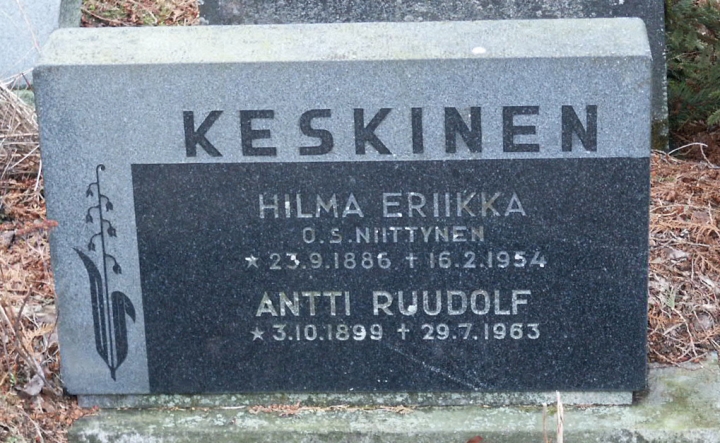 KESKINEN
HILMA ERIIKKA
O.S. NIITTYNEN
* 23.9.1886 † 16.2.1954
ANTTI RUUDOLF
* 3.10.1899 † 29.7.1963